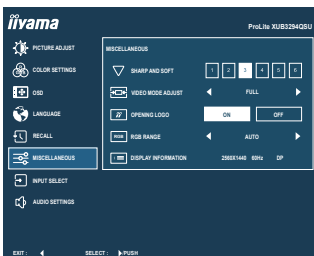 iiyama
ProLite XUB3294QSU
PICTURE ADJUST
COLOR SETTINGS
OSD
LANGUAGE
RECALL
MISCELLANEOUS
INPUT SELECT
AUDIO SETTINGS
MISCELLANEOUS
SHARP AND SOFT 1 2 3 4 5 6
VIDEO MODE ADJUST FULL
OPENING LOGO ON OFF
RGB RGB RANGE AUTO
DISPLAY INFORMATION 2560X1440 60Hz DP
EXIT : SELECT : /PUSH